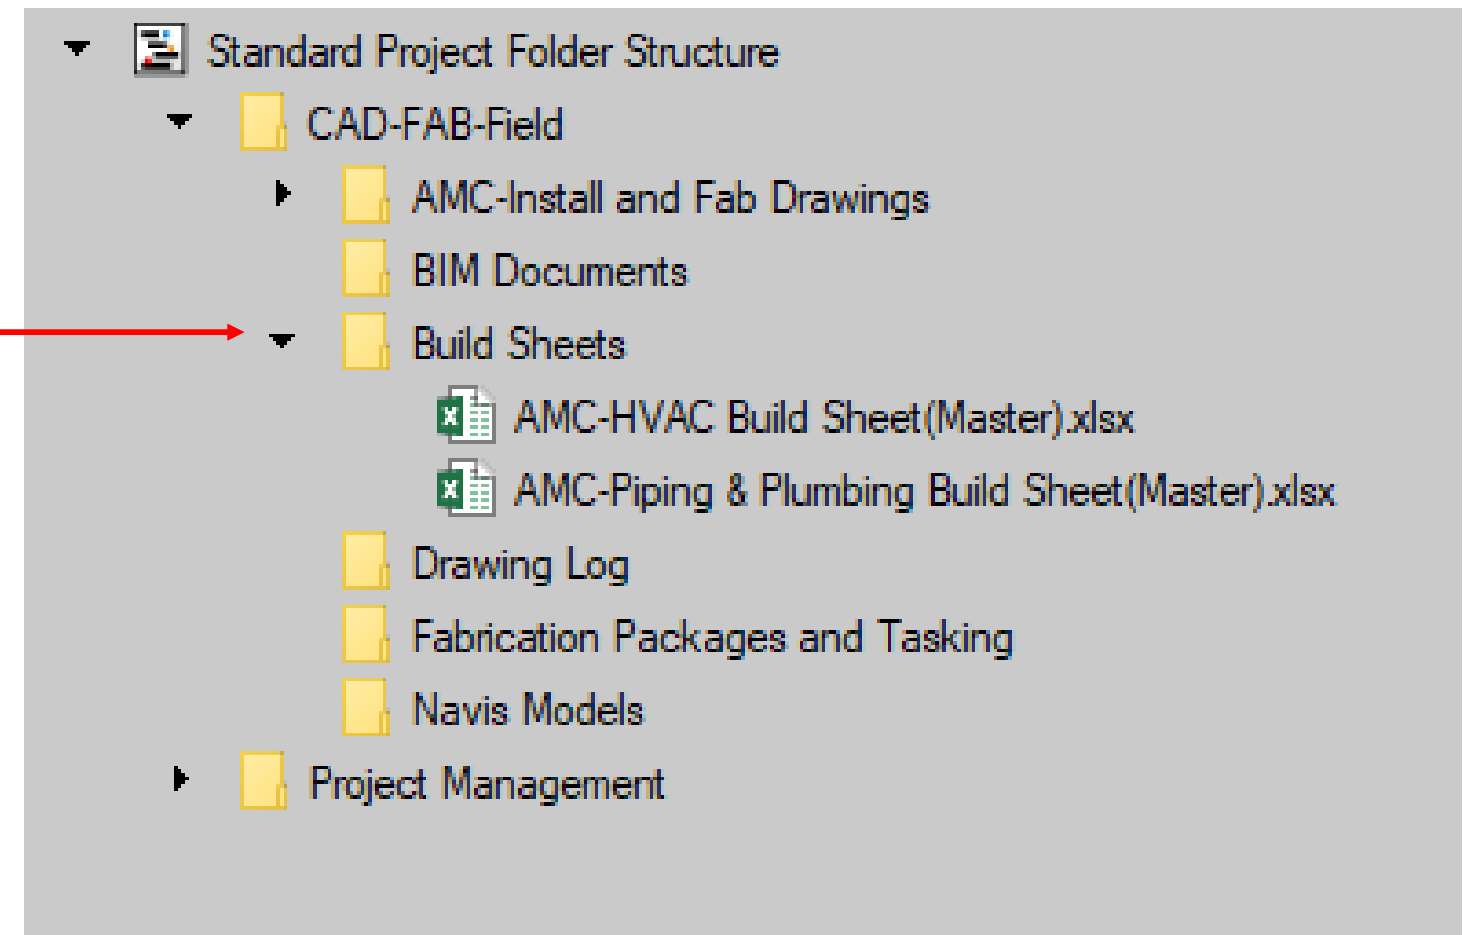 Standard Project Folder Structure
CAD-FAB-Field
AMC-Install and Fab Drawings
BIM Documents
Build Sheets
AMC-HVAC Build Sheet(Master).xlsx
AMC-Piping & Plumbing Build Sheet(Master).xlsx
Drawing Log
Fabrication Packages and Tasking
Navis Models
Project Management